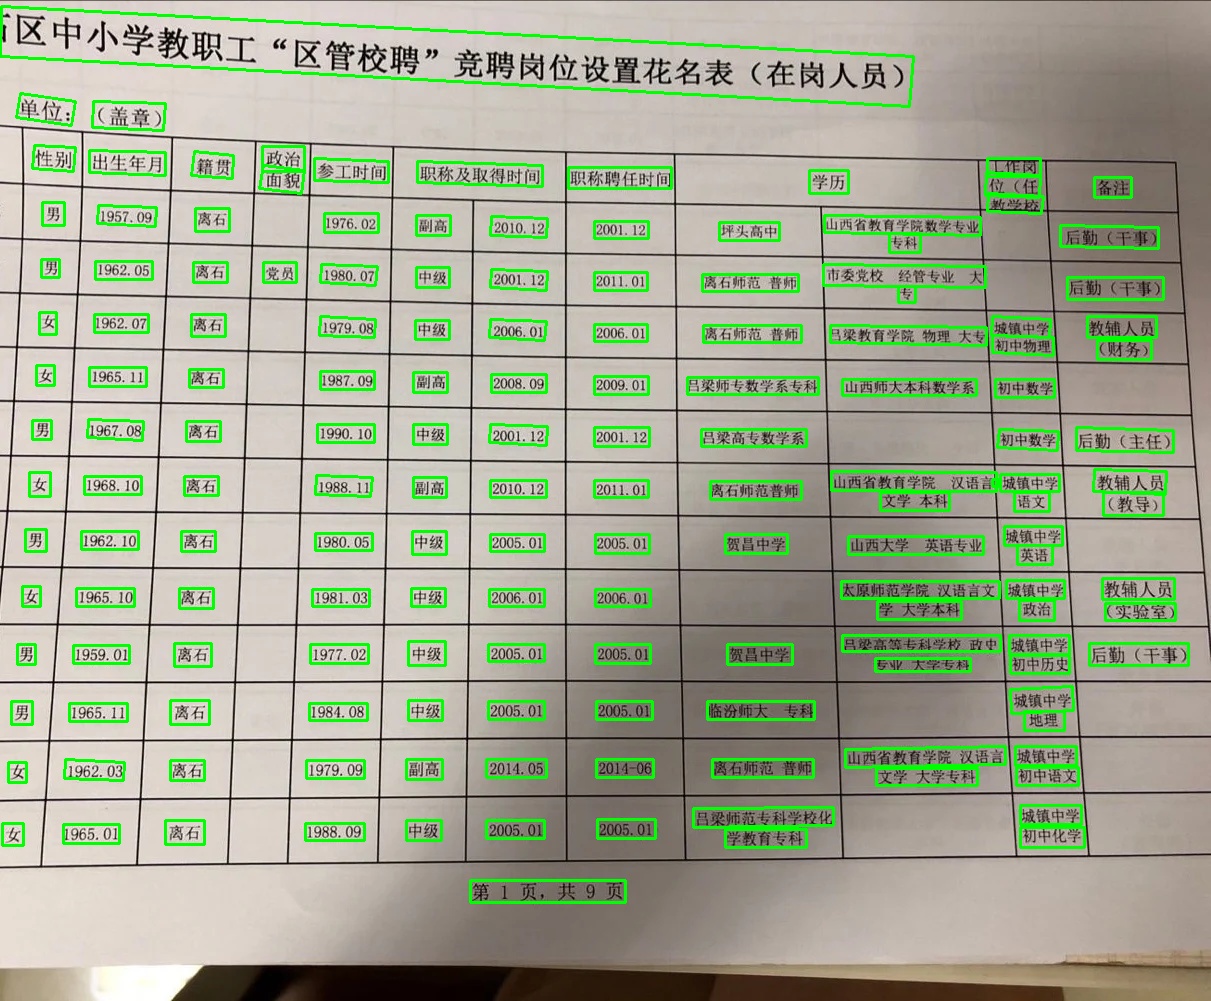 石区中小学教职工“区管校聘”竞聘岗位设置花名表（在岗人员）
单位： （盖章）
性别 出生年月 籍贯 政治面貌 参工时间 职称及取得时间 职称聘任时间 学历 工作岗位（任教学校 备注
男 1957.09 离石 1976.02 副高 2010.12 2001.12 坪头高中 山西省教育学院数学专业专科 后勤（干事）
男 1962.05 离石 党员 1980.07 中级 2001.12 2011.01 离石师范 普师 市委党校 经管专业 大专 后勤（干事）
女 1962.07 离石 1979.08 中级 2006.01 2006.01 离石师范 普师 吕梁教育学院 物理 大专 城镇中学初中物理 教辅人员（财务）
女 1965.11 离石 1987.09 副高 2008.09 2009.01 吕梁师专数学系专科 山西师大本科数学系 初中数学
男 1967.08 离石 1990.10 中级 2001.12 2001.12 吕梁高专数学系 初中数学 后勤（主任）
女 1968.10 离石 1988.11 副高 2010.12 2011.01 离石师范普师 山西省教育学院 汉语言文学 本科 城镇中学语文 教辅人员（教导）
男 1962.10 离石 1980.05 中级 2005.01 2005.01 贺昌中学 山西大学 英语专业 城镇中学英语
女 1965.10 离石 1981.03 中级 2006.01 2006.01 太原师范学院 汉语言文学 大学本科 城镇中学政治 教辅人员（实验室）
男 1959.01 离石 1977.02 中级 2005.01 2005.01 贺昌中学 吕梁高等专科学校 政史专业 大学专科 城镇中学初中历史 后勤（干事）
男 1965.11 离石 1984.08 中级 2005.01 2005.01 临汾师大 专科 城镇中学地理
女 1962.03 离石 1979.09 副高 2014.05 2014-06 离石师范 普师 山西省教育学院 汉语言文学 大学专科 城镇中学初中语文
女 1965.01 离石 1988.09 中级 2005.01 2005.01 吕梁师范专科学校化学教育专科 城镇中学初中化学
第 1 页，共 9 页